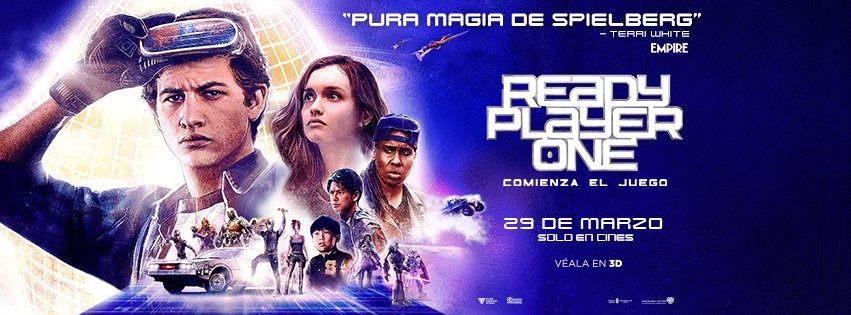 "PURA MAGIA DE SPIELBERG"
– TERRI WHITE
EMPIRE
READY
PLAYER
ONE
COMIENZA EL JUEGO
29 DE MARZO
SOLO EN CINES
VÉALA EN 3D